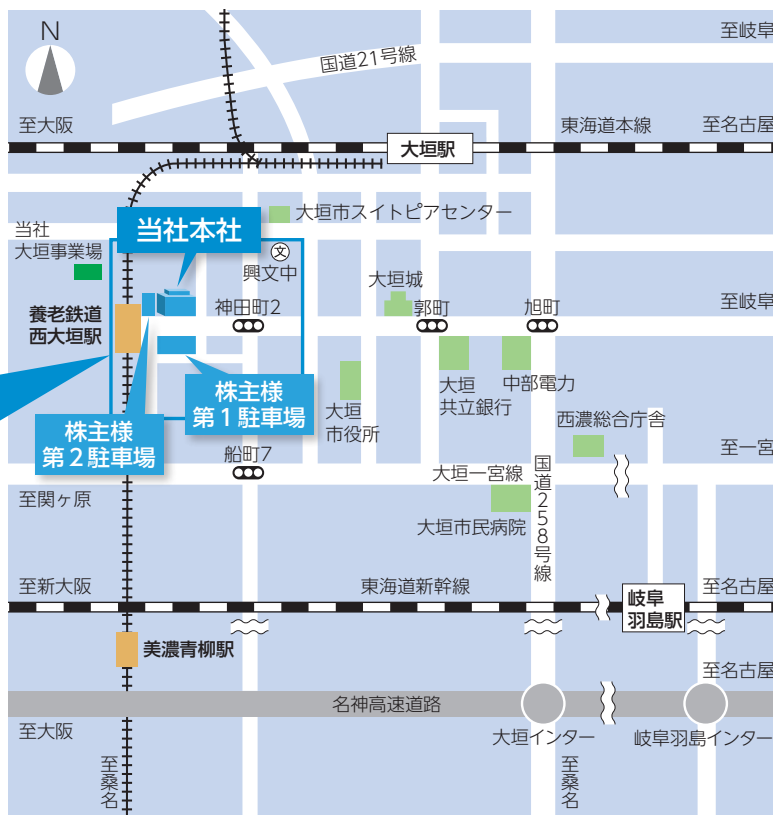 N
至岐阜
国道21号線
至大阪
東海道本線
至名古屋
大垣駅
大垣市スイトピアセンター
当社
大垣事業場
当社本社
文
興文中
大垣城
養老鉄道
西大垣駅
神田町2
郭町
旭町
至岐阜
株主様
第1駐車場
大垣
市役所
大垣
共立銀行
中部電力
株主様
第2駐車場
西濃総合庁舎
船町7
至一宮
大垣一宮線
国道258号線
至関ヶ原
大垣市民病院
至新大阪
東海道新幹線
至名古屋
岐阜
羽島駅
美濃青柳駅
至名古屋
名神高速道路
至大阪
大垣インター
岐阜羽島インター
至桑名
至桑名